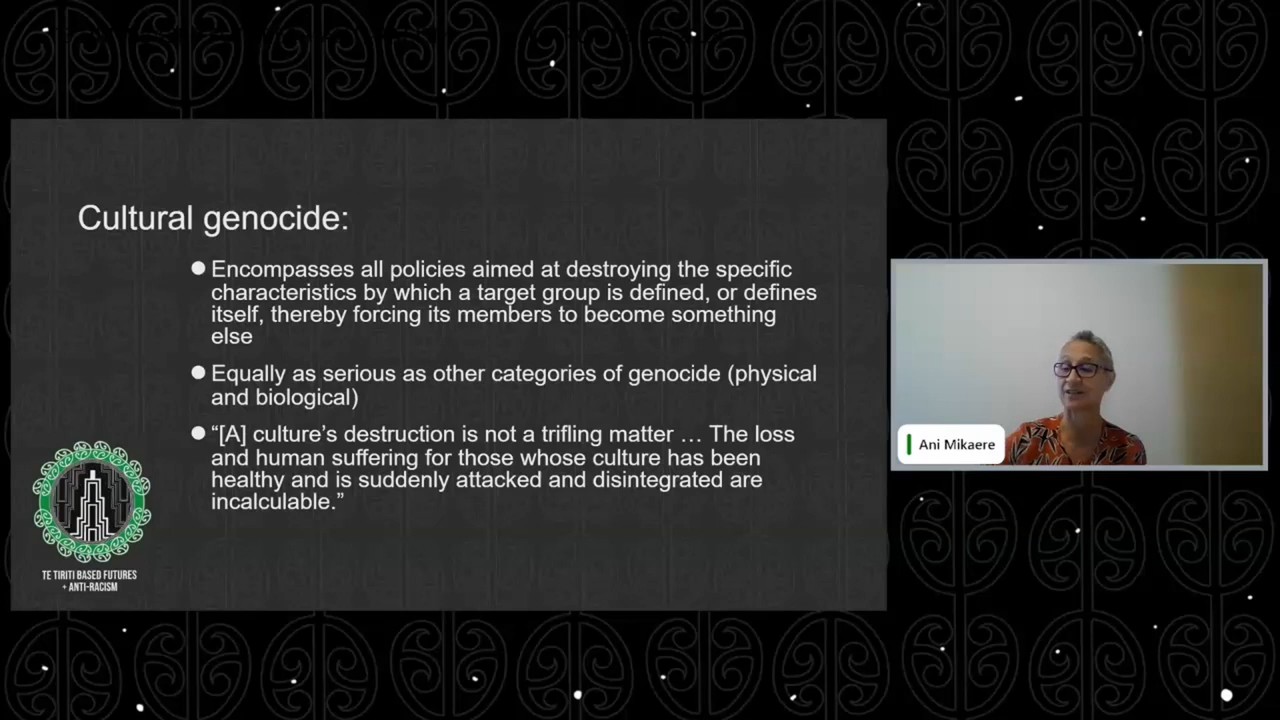 Cultural genocide:
Encompasses all policies aimed at destroying the specific
characteristics by which a target group is defined, or defines
itself, thereby forcing its members to become something
else
Equally as serious as other categories of genocide (physical
and biological)
“[A] culture’s destruction is not a trifling matter … The loss
and human suffering for those whose culture has been
healthy and is suddenly attacked and disintegrated are
incalculable.”
TE TIRITI BASED FUTURES
+ ANTI-RACISM
Ani Mikaere